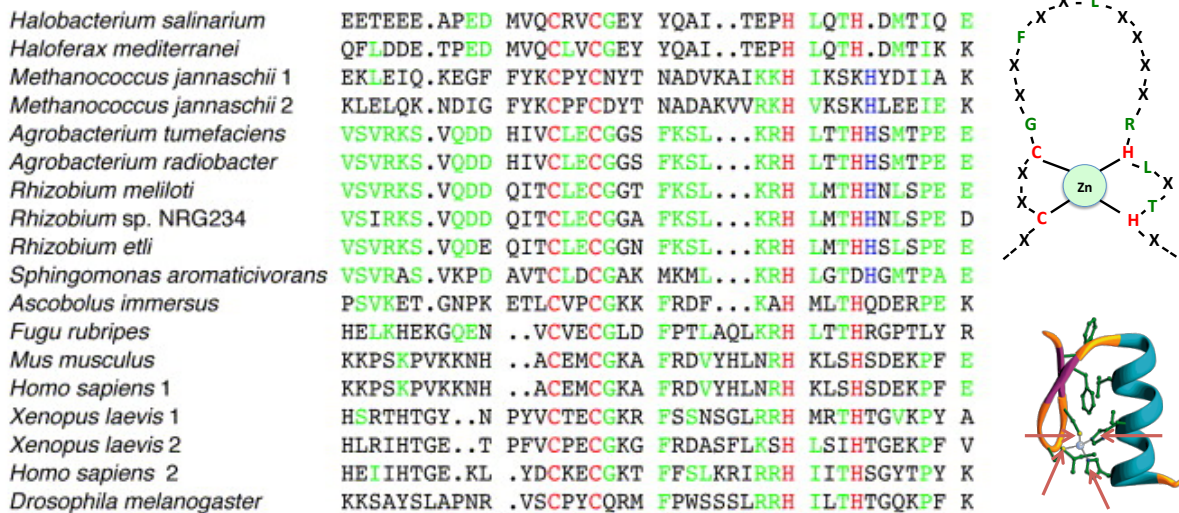 Halobacterium salinarium EETEEE.APED MVQCRVCGEY YQAI..TEPH LQTH.DMTIQ E
Haloferax mediterranei QFLDDE.TPED MVQCLVCGEY YQAI..TEPH LQTH.DMTIK K
Methanococcus jannaschii 1 EKLEIQ.KEGF FYKCPYCNYT NADVKAIKKH IKSKHYDIIA K
Methanococcus jannaschii 2 KLELQK.NDIG FYKCPFCDYT NADAKVVRKH VKSKHLEEIE K
Agrobacterium tumefaciens VSVRKS.VQDD HIVCLECGGS FKSL...KRH LTTHHSMTPE E
Agrobacterium radiobacter VSVRKS.VQDD HIVCLECGGS FKSL...KRH LTTHHSMTPE E
Rhizobium meliloti VSVRKS.VQDD QITCLECGGT FKSL...KRH LMTHHNLSPE E
Rhizobium sp. NRG234 VSIRKS.VQDD QITCLECGGA FKSL...KRH LMTHHNLSPE D
Rhizobium etli VSVRKS.VQDE QITCLECGGN FKSL...KRH LMTHHSLSPE E
Sphingomonas aromaticivorans VSVRAS.VKPD AVTCLDCGAK MKML...KRH LGTDHGMTPA E
Ascobolus immersus PSVKET.GNPK ETLCVPCGKK FRDF...KAH MLTHQDERPE K
Fugu rubripes HELKHEKGQEN ..VCVECGLD FPTLAQLKRH LTTHRGPTLY R
Mus musculus KKPSKPVKKNH ..ACEMCGKA FRDVYHLNRH KLSHSDEKPF E
Homo sapiens 1 KKPSKPVKKNH ..ACEMCGKA FRDVYHLNRH KLSHSDEKPF E
Xenopus laevis 1 HSRTHTGY..N PYVCTECGKR FSSNSGLRRH MRTHTGVKPY A
Xenopus laevis 2 HLRIHTGE..T PFVCPECGKG FRDASFLKSH LSIHTGEKPF V
Homo sapiens 2 HEIIHTGE.KL .YDCKECGKT FFSLKRIRRH IITHSGYTPY K
Drosophila melanogaster KKSAYSLAPNR .VSCPYCQRM FPWSSSLRRH ILTHTGQKPF K
X X L X
F X
X X
X X
G R
C H
X L X
Zn
X T
C H
X X